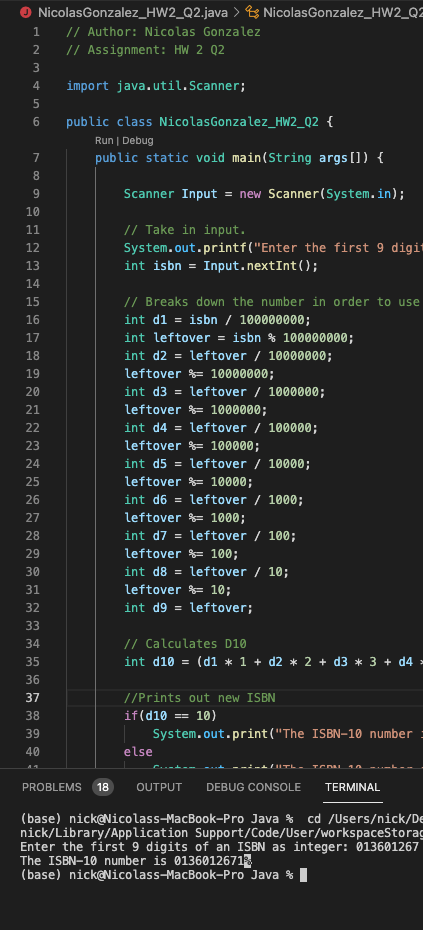 NicolasGonzalez_HW2_Q2.java > NicolasGonzalez_HW2_Q2
1 // Author: Nicolas Gonzalez
2 // Assignment: HW 2 Q2
3
4 import java.util.Scanner;
5
6 public class NicolasGonzalez_HW2_Q2 {
Run | Debug
7 public static void main(String args[]) {
8
9 Scanner Input = new Scanner(System.in);
10
11 // Take in input.
12 System.out.printf("Enter the first 9 digit
13 int isbn = Input.nextInt();
14
15 // Breaks down the number in order to use
16 int d1 = isbn / 100000000;
17 int leftover = isbn % 100000000;
18 int d2 = leftover / 10000000;
19 leftover %= 10000000;
20 int d3 = leftover / 1000000;
21 leftover %= 1000000;
22 int d4 = leftover / 100000;
23 leftover %= 100000;
24 int d5 = leftover / 10000;
25 leftover %= 10000;
26 int d6 = leftover / 1000;
27 leftover %= 1000;
28 int d7 = leftover / 100;
29 leftover %= 100;
30 int d8 = leftover / 10;
31 leftover %= 10;
32 int d9 = leftover;
33
34 // Calculates D10
35 int d10 = (d1 * 1 + d2 * 2 + d3 * 3 + d4 *
36
37 //Prints out new ISBN
38 if(d10 == 10)
39 System.out.print("The ISBN-10 number i
40 else
PROBLEMS 18 OUTPUT DEBUG CONSOLE TERMINAL
(base) nick@Nicolass-MacBook-Pro Java % cd /Users/nick/De
nick/Library/Application Support/Code/User/workspaceStorag
Enter the first 9 digits of an ISBN as integer: 013601267
The ISBN-10 number is 0136012671%
(base) nick@Nicolass-MacBook-Pro Java %